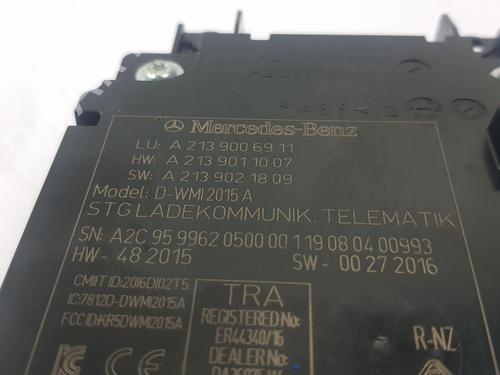 Mercedes-Benz
LU: A 213 900 69 11
HW: A 213 901 10 07
SW: A 213 902 18 09
Model: D-WMI2015A
STG LADEKOMMUNIK. TELEMATIK
SN: A2C 95 9962 0500 00 1 19 08 04 00993
HW- 48 2015 SW - 00 27 2016
CMIIT ID:2016DJ02T5
IC:7812D-DWMI2015A
FCC ID:KR5DWMI2015A
TRA
REGISTERED No:
ER44340/16
DEALER No:
R-NZ